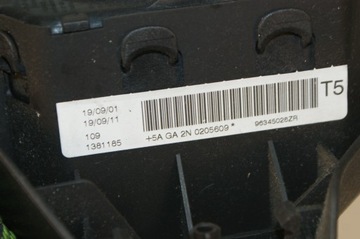 19/09/01
19/09/11
109
1381185
+5A GA 2N 0205609 *
96345026ZR
T5